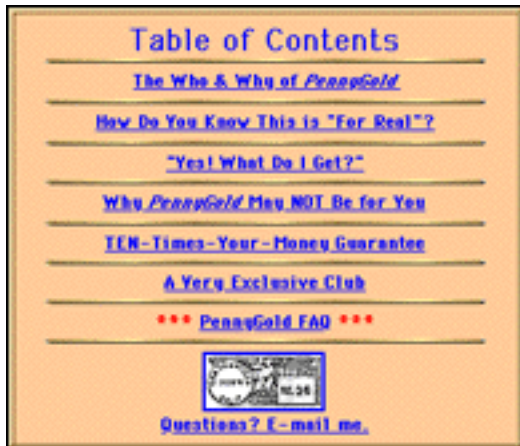 Table of Contents
The Who & Why of PennyGold
How Do You Know This is "For Real"?
"Yes! What Do I Get?"
Why PennyGold May NOT Be for You
TEN-Times-Your-Money Guarantee
A Very Exclusive Club
*** PennyGold FAQ ***
Questions? E-mail me.